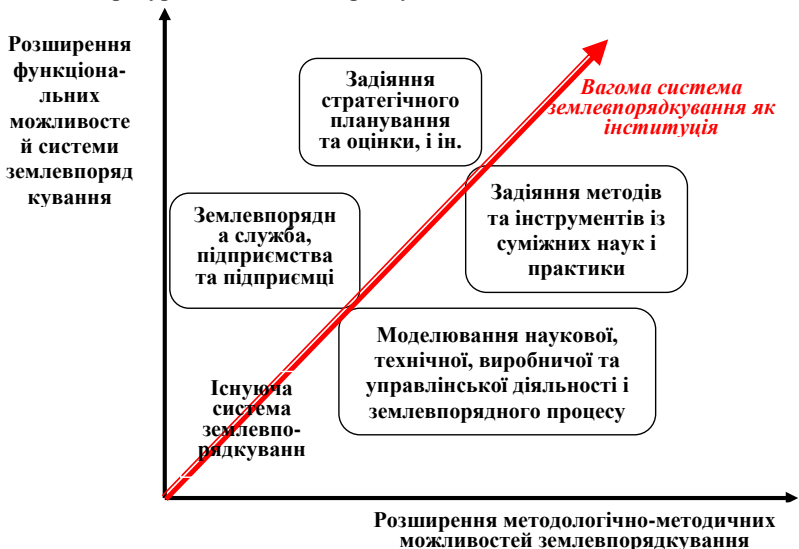 Розширення
функціона-
льних
можливосте
й системи
землевпоряд
кування
Задіяння
стратегічного
планування
та оцінки, і ін.
Вагома система
землевпорядкування як
інституція
Землевпорядн
а служба,
підприємства
та підприємці
Задіяння методів
та інструментів із
суміжних наук і
практики
Моделювання наукової,
технічної, виробничої та
управлінської діяльності і
землевпорядного процесу
Існуюча
система
землевпо-
рядкуванн
Розширення методологічно-методичних
можливостей землевпорядкування